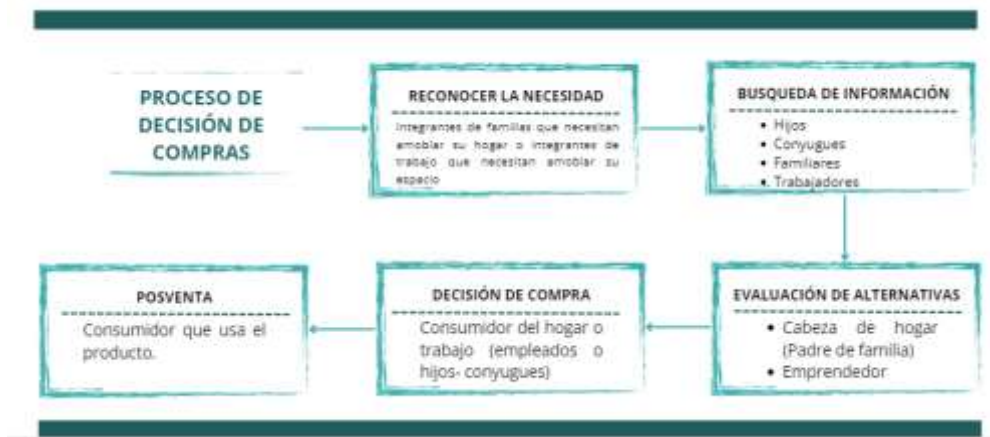 PROCESO DE
DECISIÓN DE
COMPRAS
RECONOCER LA NECESIDAD
Integrantes de familias que necesitan
amoblar su hogar o integrantes de
trabajo que necesitan amoblar su
espacio
BUSQUEDA DE INFORMACIÓN
• Hijos
• Conyugues
• Familiares
• Trabajadores
EVALUACIÓN DE ALTERNATIVAS
• Cabeza de hogar
(Padre de familia)
• Emprendedor
DECISIÓN DE COMPRA
Consumidor del hogar o
trabajo (empleados o
hijos- conyugues)
POSVENTA
Consumidor que usa el
producto.